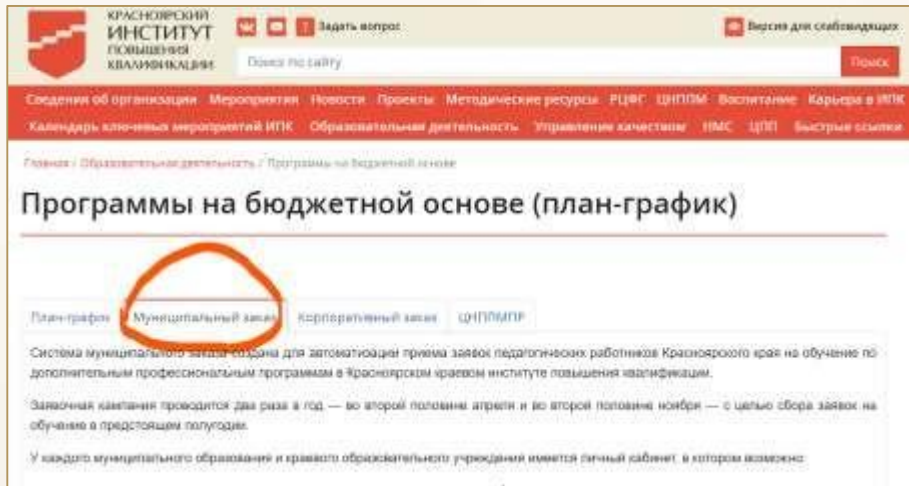 КРАСНОЯРСКИЙ
ИНСТИТУТ
ПОВЫШЕНИЯ
КВАЛИФИКАЦИИ
Задать вопрос
Версия для слабовидящих
Поиск по сайту
Поиск
Сведения об организации Мероприятия Новости Проекты Методические ресурсы РЦФГ ЦНППМ Воспитание Карьера в ИПК
Календарь ключевых мероприятий ИПК Образовательная деятельность Управление качеством НМС ЦПП Быстрые ссылки
Главная / Образовательная деятельность / Программы на бюджетной основе
Программы на бюджетной основе (план-график)
План-график Муниципальный заказ Корпоративный заказ ЦНППМПР
Система муниципального заказа создана для автоматизации приема заявок педагогических работников Красноярского края на обучение по
дополнительным профессиональным программам в Красноярском краевом институте повышения квалификации.
Заявочная кампания проводится два раза в год — во второй половине апреля и во второй половине ноября — с целью сбора заявок на
обучение в предстоящем полугодии.
У каждого муниципального образования и краевого образовательного учреждения имеется личный кабинет, в котором возможно: